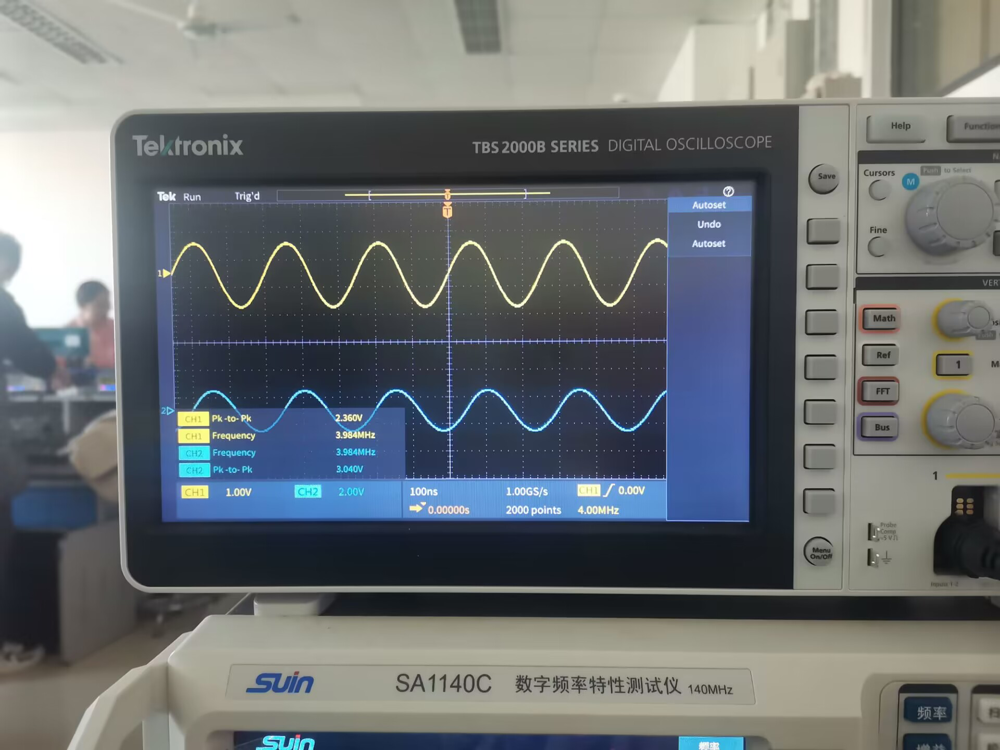 Tektronix
TBS 2000B SERIES DIGITAL OSCILLOSCOPE
Tek Run Trig'd
T
Autoset
Undo
Autoset
1
2
CH1 Pk-to-Pk 2.360V
CH1 Frequency 3.984MHz
CH2 Frequency 3.984MHz
CH2 Pk-to-Pk 3.040V
CH1 1.00V CH2 2.00V
100ns 1.00GS/s CH1 0.00V
0.00000s 2000 points 4.00MHz
Save
Menu
On/Off
Help
Cursors
M
Push to Select
Fine
Math
Ref
FFT
Bus
1
1
Probe
Comp
Inputs 1-2
SUin SA1140C 数字频率特性测试仪 140MHz
频率
SUin
频率